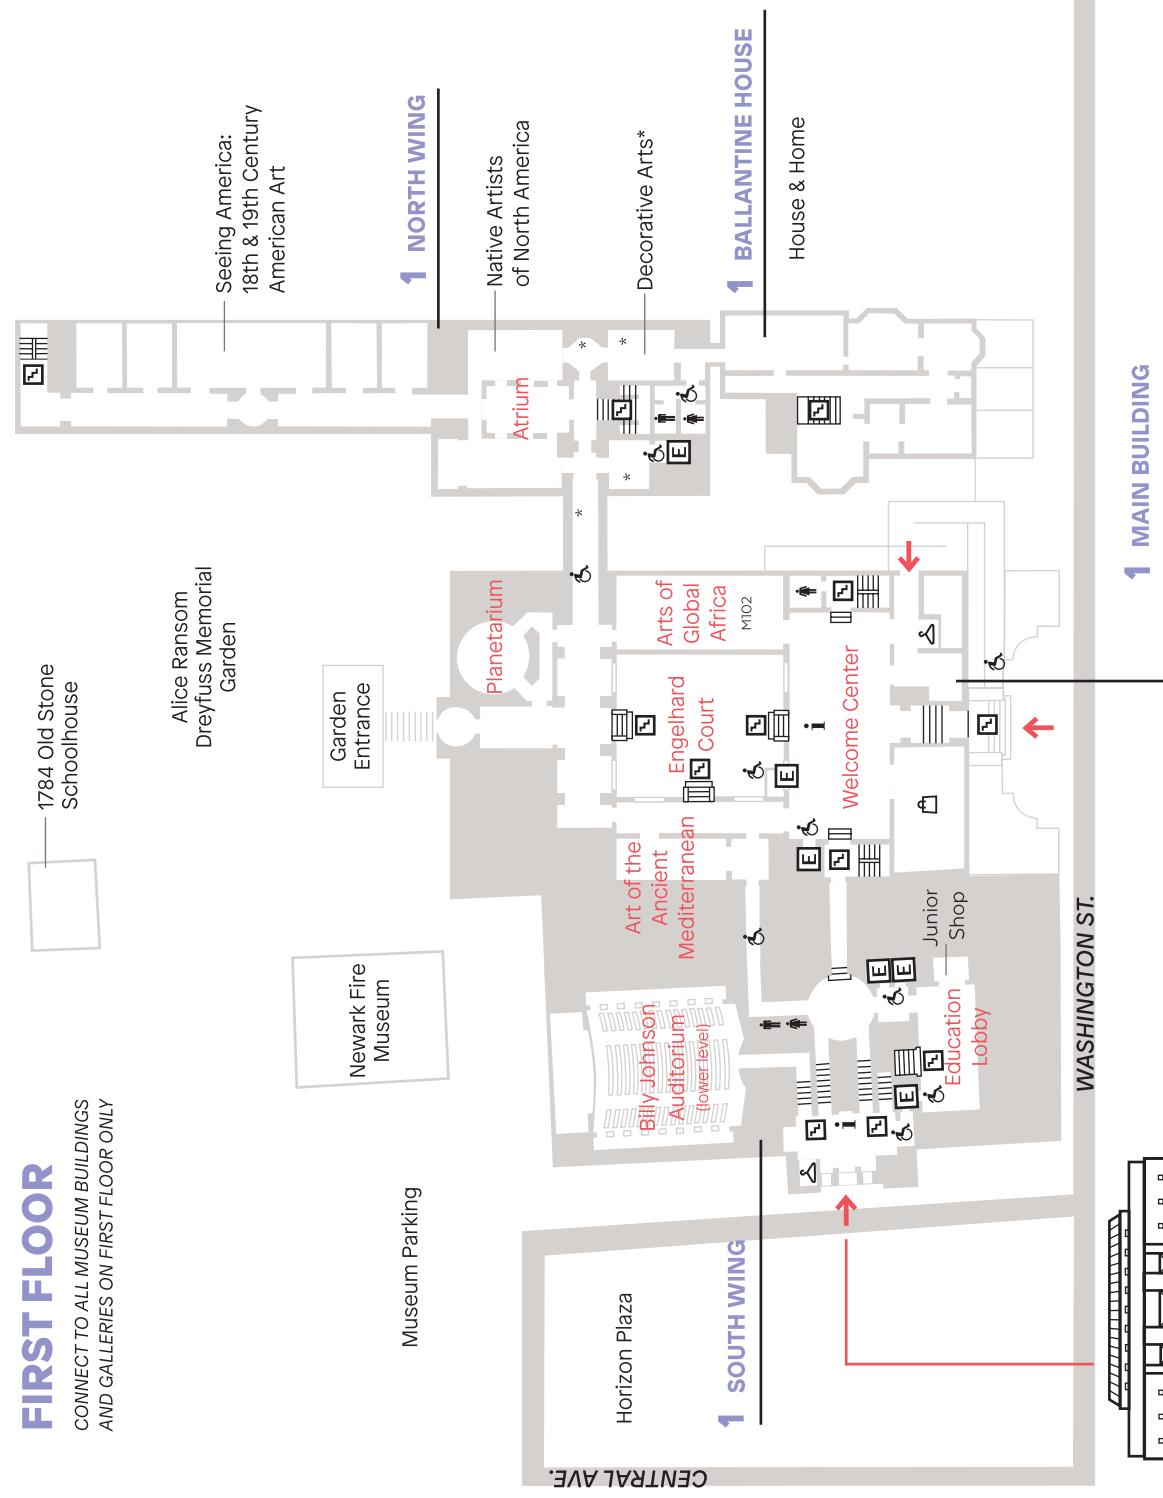 FIRST FLOOR
CONNECT TO ALL MUSEUM BUILDINGS
AND GALLERIES ON FIRST FLOOR ONLY
1784 Old Stone
Schoolhouse
Alice Ransom
Dreyfuss Memorial
Garden
Seeing America:
18th & 19th Century
American Art
Newark Fire
Museum
Garden
Entrance
Museum Parking
1 NORTH WING
Native Artists
of North America
Planetarium
Atrium
Decorative Arts*
*
*
*
*
Horizon Plaza
Billy Johnson
Auditorium
(lower level)
Art of the
Ancient
Mediterranean
Engelhard
Court
Arts of
Global
Africa
M102
1 SOUTH WING
1 BALLANTINE HOUSE
House & Home
Welcome Center
i
i
E
E
E
E
E
E
Junior
Shop
Education
Lobby
CENTRAL AVE.
WASHINGTON ST.
1 MAIN BUILDING